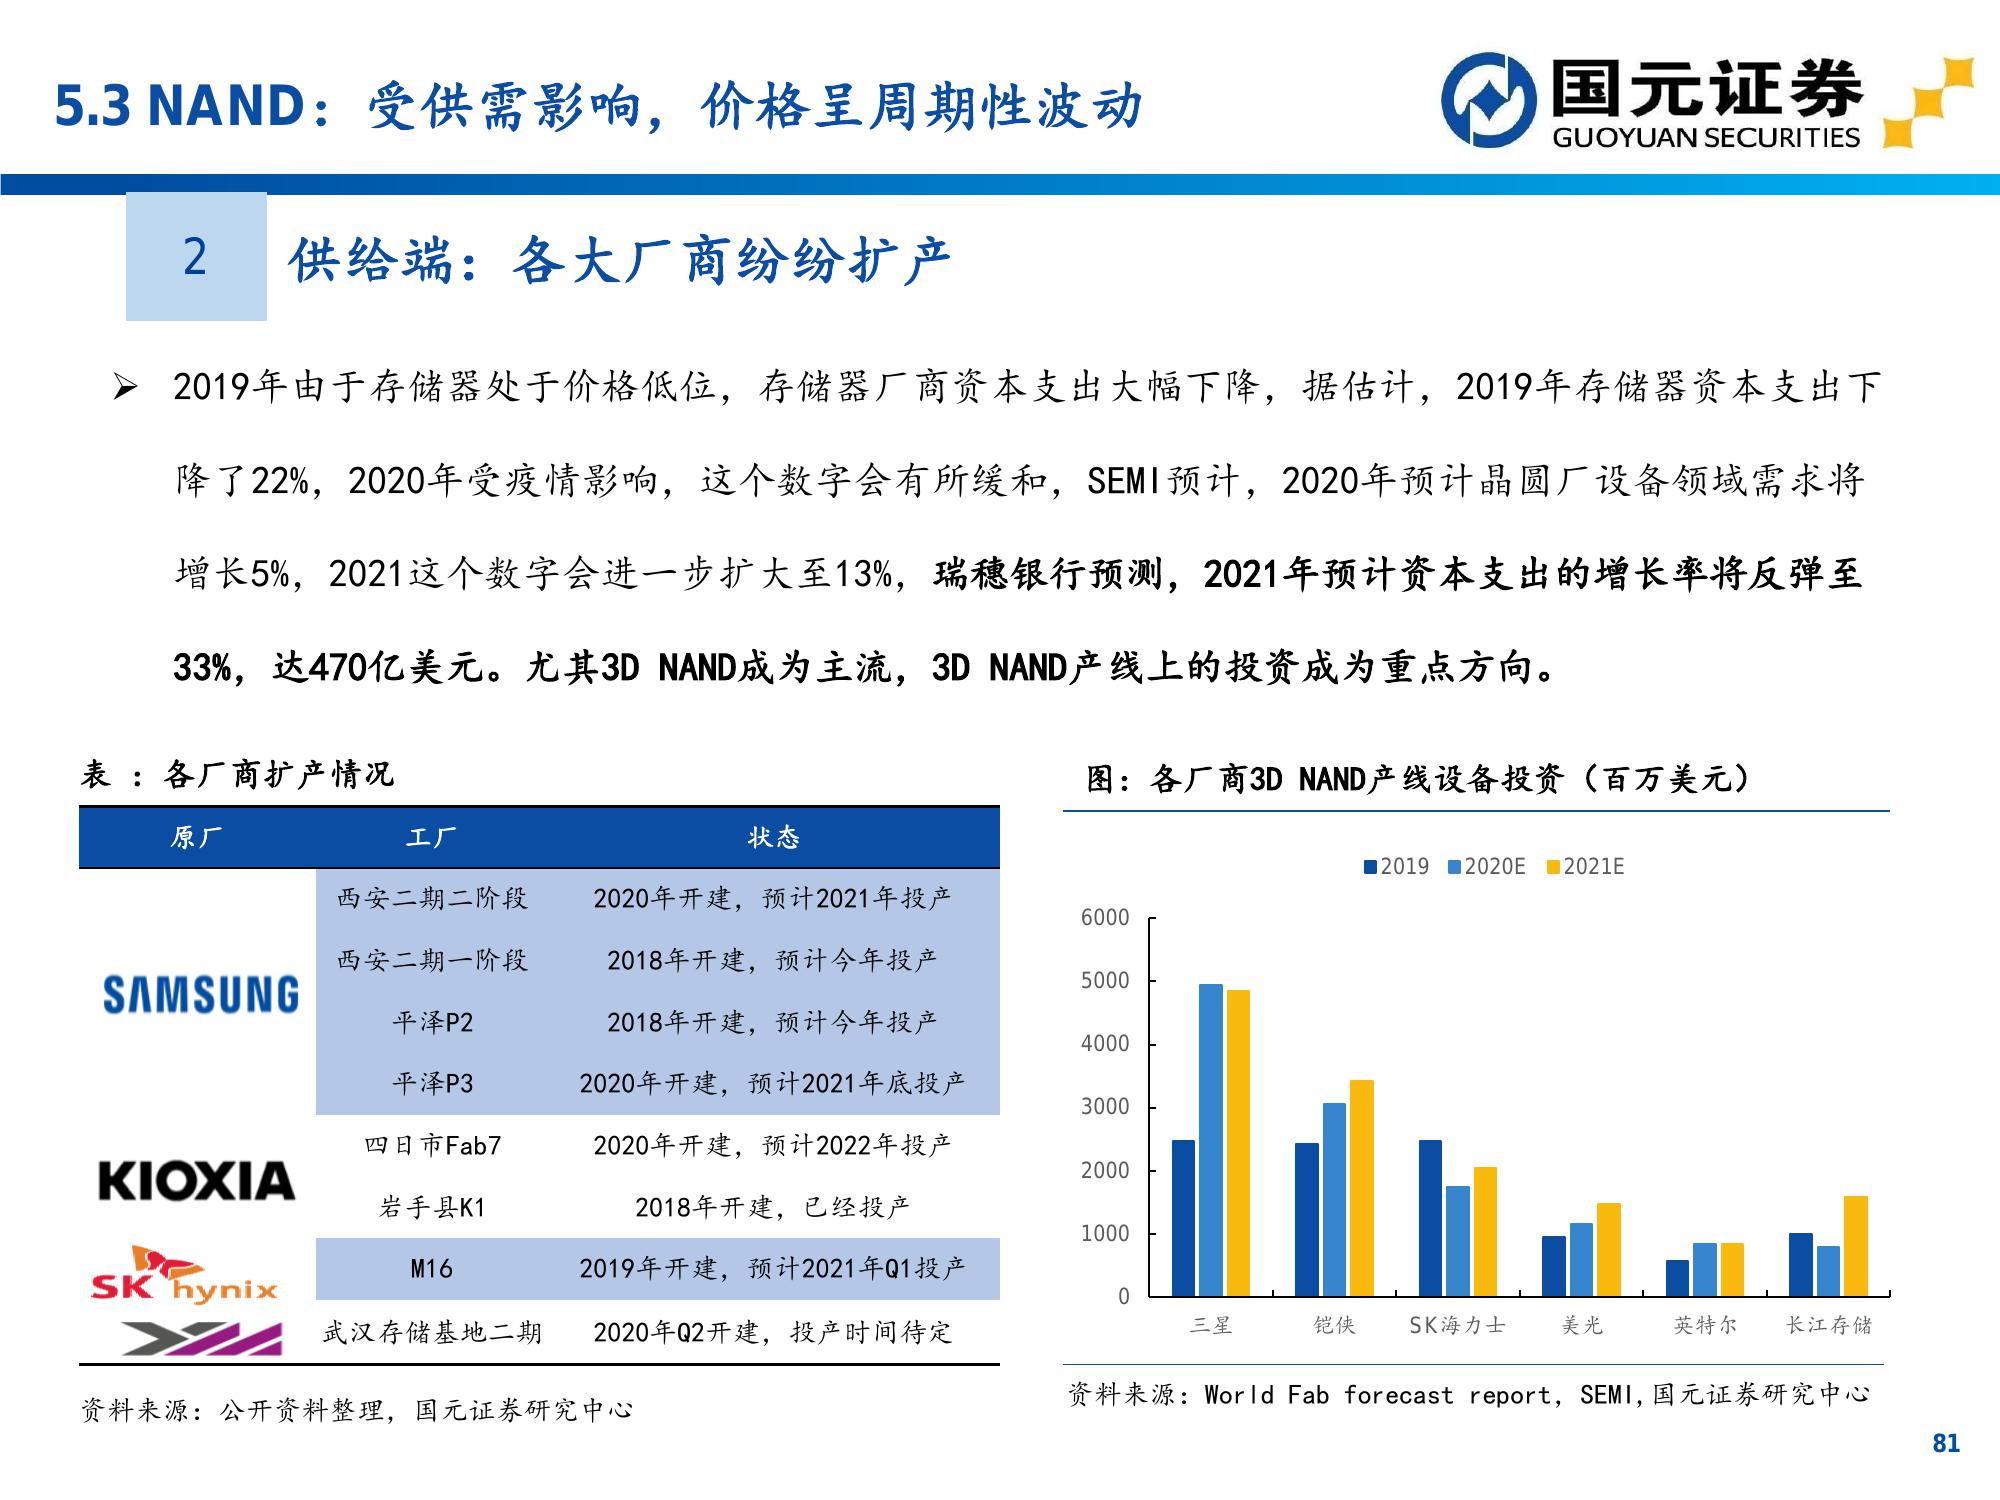 5.3 NAND：受供需影响，价格呈周期性波动
国元证券
GUOYUAN SECURITIES
2
供给端：各大厂商纷纷扩产
➢ 2019年由于存储器处于价格低位，存储器厂商资本支出大幅下降，据估计，2019年存储器资本支出下
降了22%，2020年受疫情影响，这个数字会有所缓和，SEMI预计，2020年预计晶圆厂设备领域需求将
增长5%，2021这个数字会进一步扩大至13%，瑞穗银行预测，2021年预计资本支出的增长率将反弹至
33%，达470亿美元。尤其3D NAND成为主流，3D NAND产线上的投资成为重点方向。
表 ：各厂商扩产情况
原厂 工厂 状态
SAMSUNG
西安二期二阶段 2020年开建，预计2021年投产
西安二期一阶段 2018年开建，预计今年投产
平泽P2 2018年开建，预计今年投产
平泽P3 2020年开建，预计2021年底投产
KIOXIA
四日市Fab7 2020年开建，预计2022年投产
岩手县K1 2018年开建，已经投产
SK hynix
M16 2019年开建，预计2021年Q1投产
武汉存储基地二期 2020年Q2开建，投产时间待定
资料来源：公开资料整理，国元证券研究中心
图：各厂商3D NAND产线设备投资（百万美元）
2019 2020E 2021E
6000
5000
4000
3000
2000
1000
0
三星 铠侠 SK海力士 美光 英特尔 长江存储
资料来源：World Fab forecast report, SEMI,国元证券研究中心
81